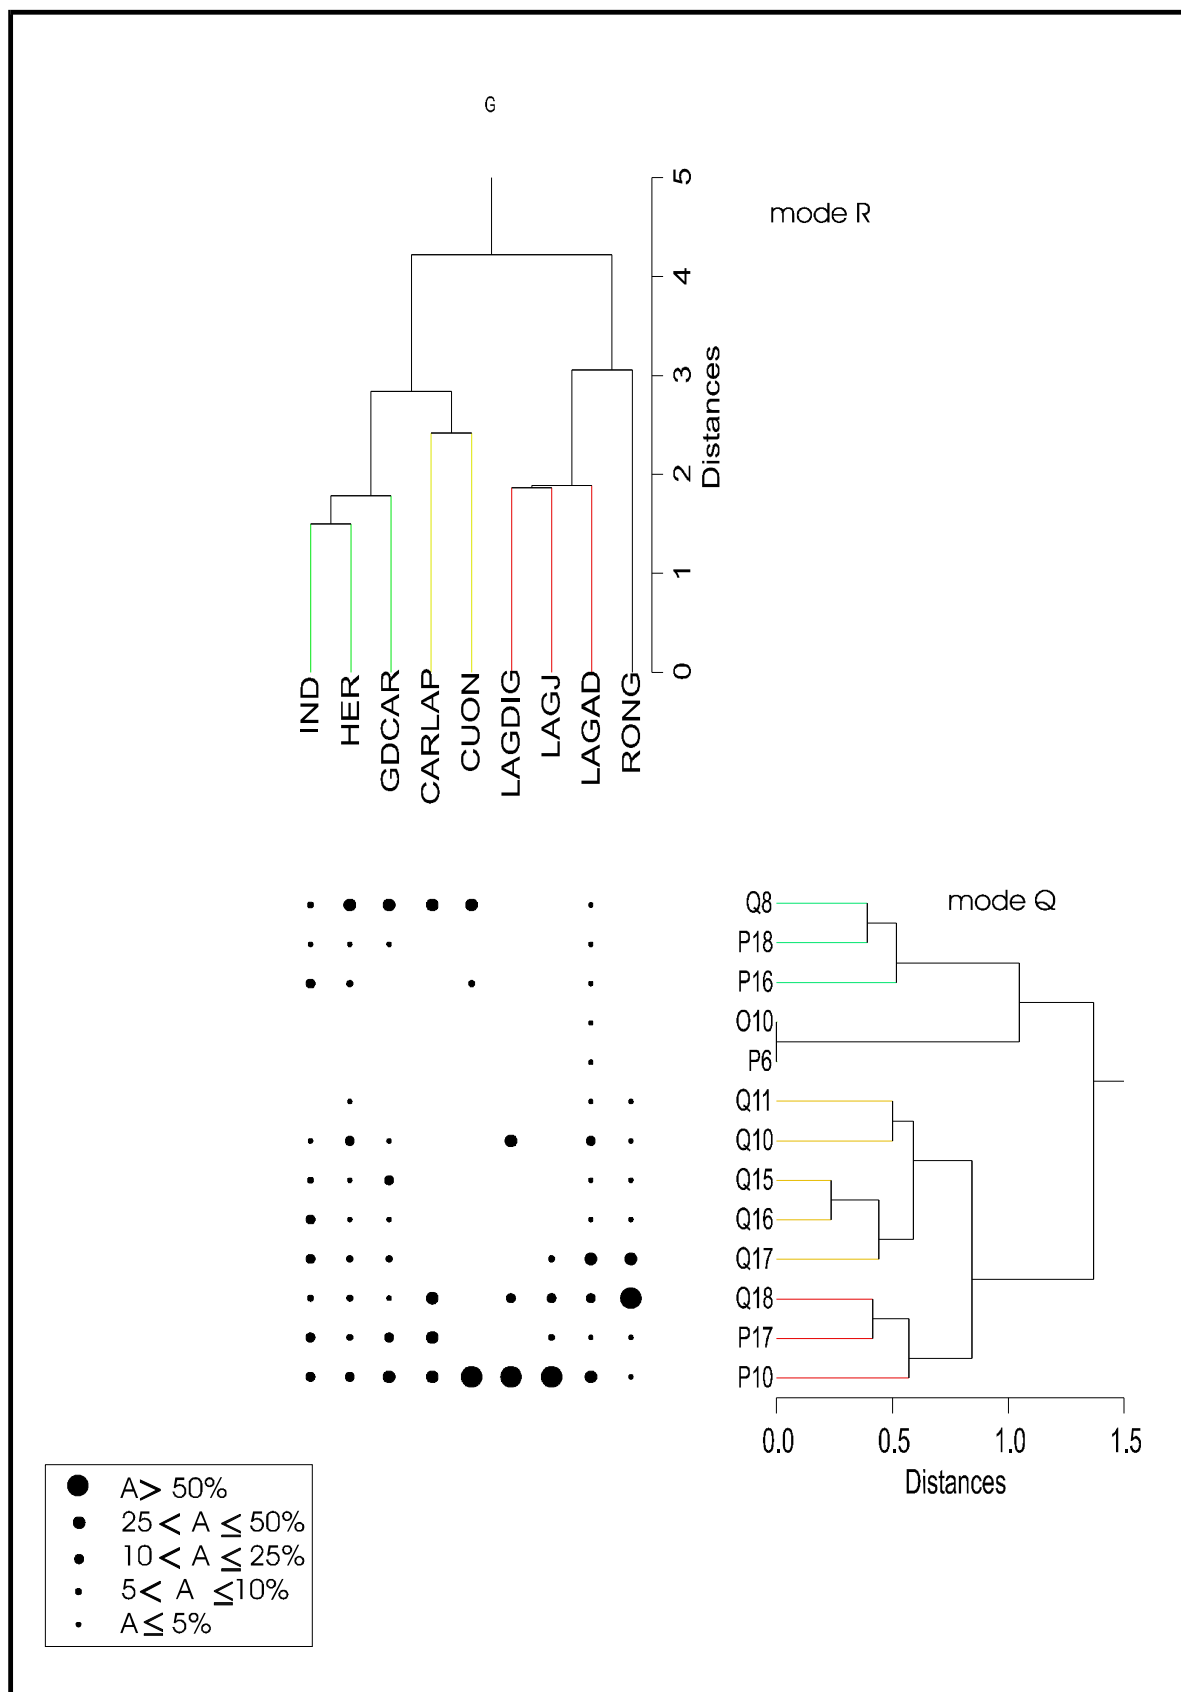 G
mode R
5
4
3
2
1
0
Distances
IND
HER
GDCAR
CARLAP
CUON
LAGDIG
LAGJ
LAGAD
RONG
mode Q
Q8
P18
P16
O10
P6
Q11
Q10
Q15
Q16
Q17
Q18
P17
P10
0.0 0.5 1.0 1.5
Distances
A> 50%
25 < A ≤ 50%
10 < A ≤ 25%
5 < A ≤10%
A ≤ 5%